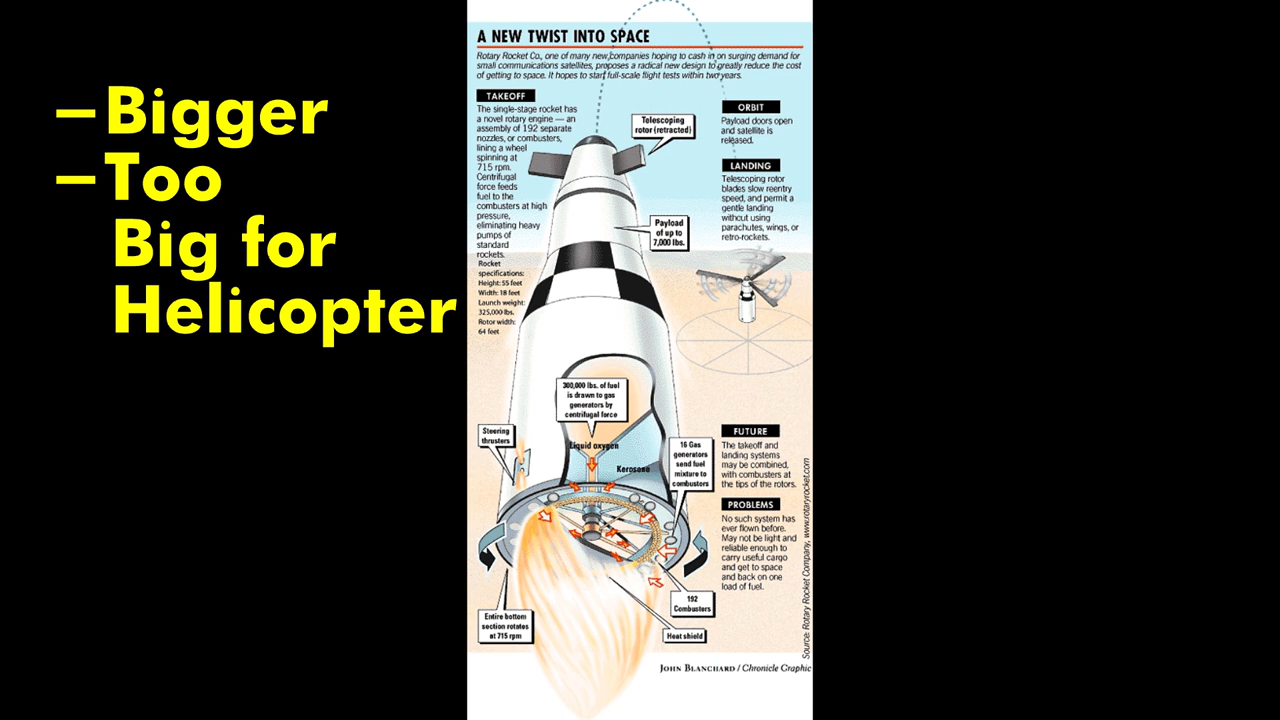 –Bigger
–Too
Big for
Helicopter
A NEW TWIST INTO SPACE
Rotary Rocket Co., one of many new companies hoping to cash in on surging demand for
small communications satellites, proposes a radical new design to greatly reduce the cost
of getting to space. It hopes to start full-scale flight tests within two years.
TAKEOFF
The single-stage rocket has
a novel rotary engine — an
assembly of 192 separate
nozzles, or combusters,
lining a wheel
spinning at
715 rpm.
Centrifugal
force feeds
fuel to the
combusters at high
pressure,
eliminating heavy
pumps of
standard
rockets.
Rocket
specifications:
Height: 55 feet
Width: 18 feet
Launch weight:
325,000 lbs.
Rotor width:
64 feet
Telescoping
rotor (retracted)
ORBIT
Payload doors open
and satellite is
released.
LANDING
Telescoping rotor
blades slow reentry
speed, and permit a
gentle landing
without using
parachutes, wings, or
retro-rockets.
Payload
of up to
7,000 lbs.
300,000 lbs. of fuel
is drawn to gas
generators by
centrifugal force
Steering
thrusters
Liquid oxygen
Kerosene
16 Gas
generators
send fuel
mixture to
combustors
FUTURE
The takeoff and
landing systems
may be combined,
with combusters at
the tips of the rotors.
PROBLEMS
No such system has
ever flown before.
May not be light and
reliable enough to
carry useful cargo
and get to space
and back on one
load of fuel.
192
Combusters
Entire bottom
section rotates
at 715 rpm
Heat shield
Source: Rotary Rocket Company, www.rotaryrocket.com
JOHN BLANCHARD / Chronicle Graphic